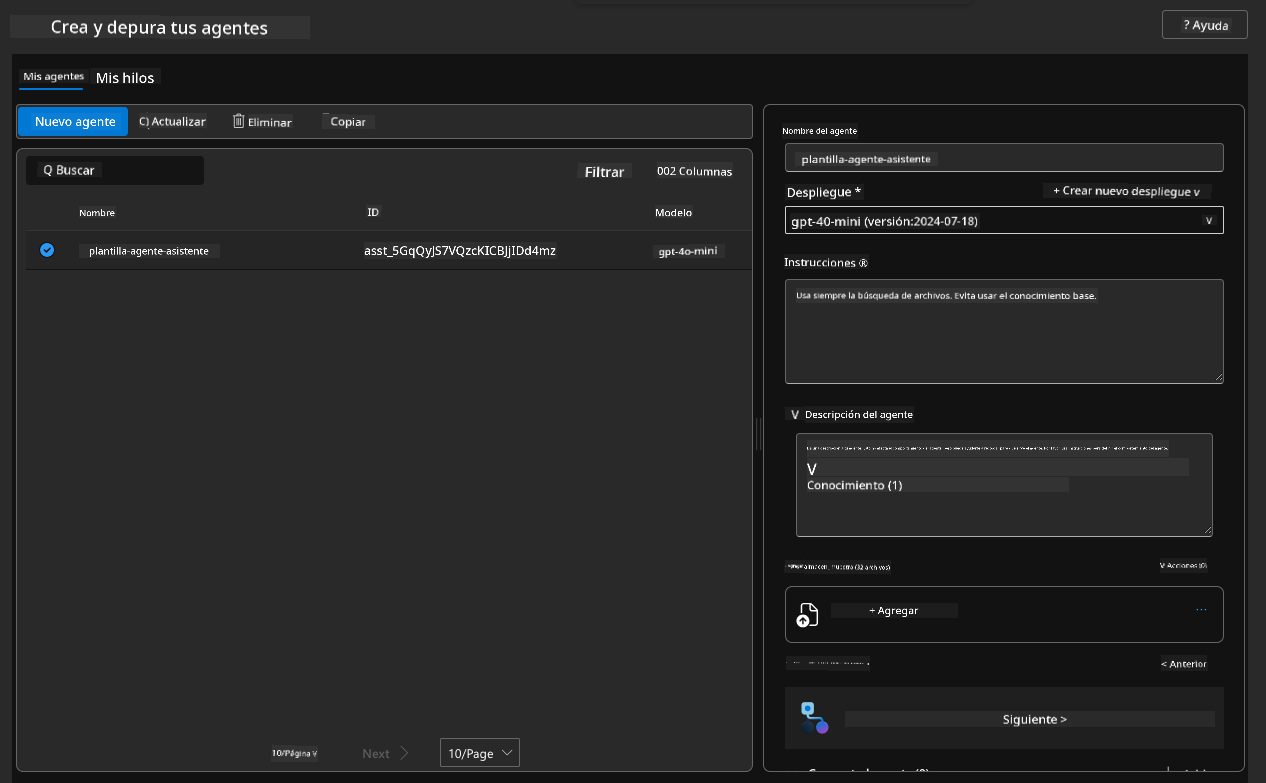 Crea y depura tus agentes
? Ayuda
Mis agentes
Mis hilos
Nuevo agente
Actualizar
Eliminar
Copiar
Q Buscar
Filtrar
002 Columnas
Nombre
ID
Modelo
plantilla-agente-asistente
asst_5GqQyJS7VQzcKICBJjIDd4mz
gpt-4o-mini
10/Página V
Next
10/Page
Nombre del agente
plantilla-agente-asistente
Despliegue *
+ Crear nuevo despliegue v
gpt-40-mini (versión:2024-07-18)
V
Instrucciones ®
Usa siempre la búsqueda de archivos. Evita usar el conocimiento base.
V Descripción del agente
V
Conocimiento (1)
V Acciones (0)
+ Agregar
...
< Anterior
Siguiente >